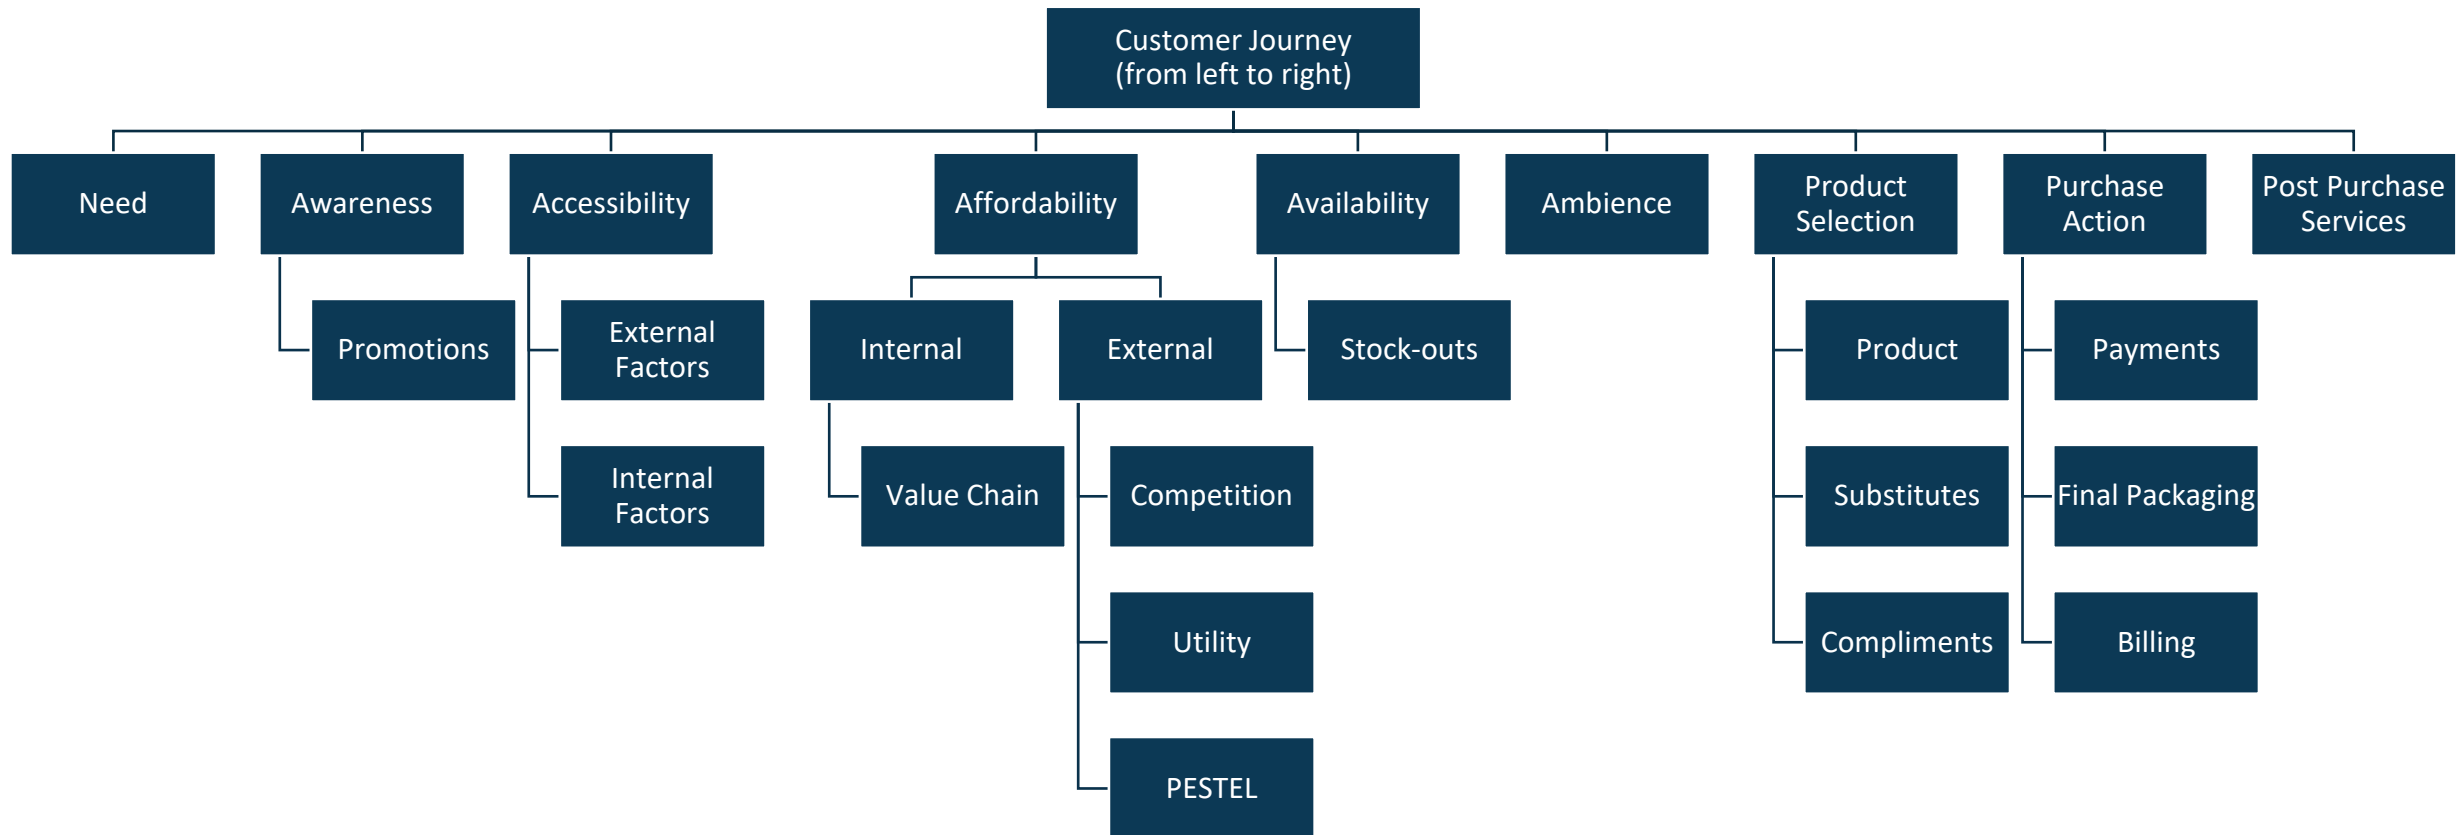 Customer Journey
(from left to right)
Need
Awareness
Accessibility
Affordability
Availability
Ambience
Product
Selection
Purchase
Action
Post Purchase
Services
Promotions
External
Factors
Internal
External
Stock-outs
Product
Payments
Internal
Factors
Value Chain
Competition
Substitutes
Final Packaging
Utility
Compliments
Billing
PESTEL